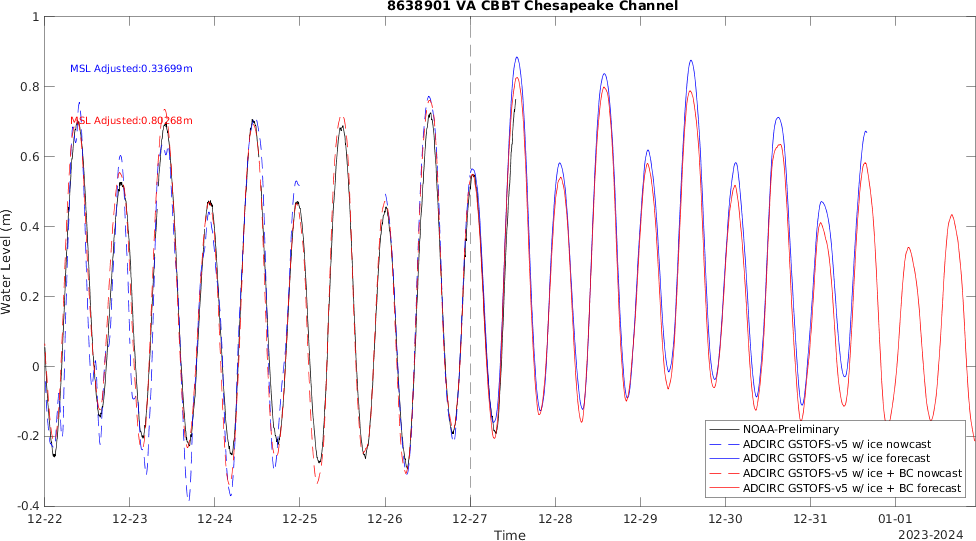 8638901 VA CBBT Chesapeake Channel
MSL Adjusted:0.33699m
MSL Adjusted:0.80268m
Water Level (m)
1
0.8
0.6
0.4
0.2
0
-0.2
-0.4
NOAA-Preliminary
ADCIRC GSTOFS-v5 w/ ice nowcast
ADCIRC GSTOFS-v5 w/ ice forecast
ADCIRC GSTOFS-v5 w/ ice + BC nowcast
ADCIRC GSTOFS-v5 w/ ice + BC forecast
12-22 12-23 12-24 12-25 12-26 12-27 12-28 12-29 12-30 12-31 01-01
Time
2023-2024